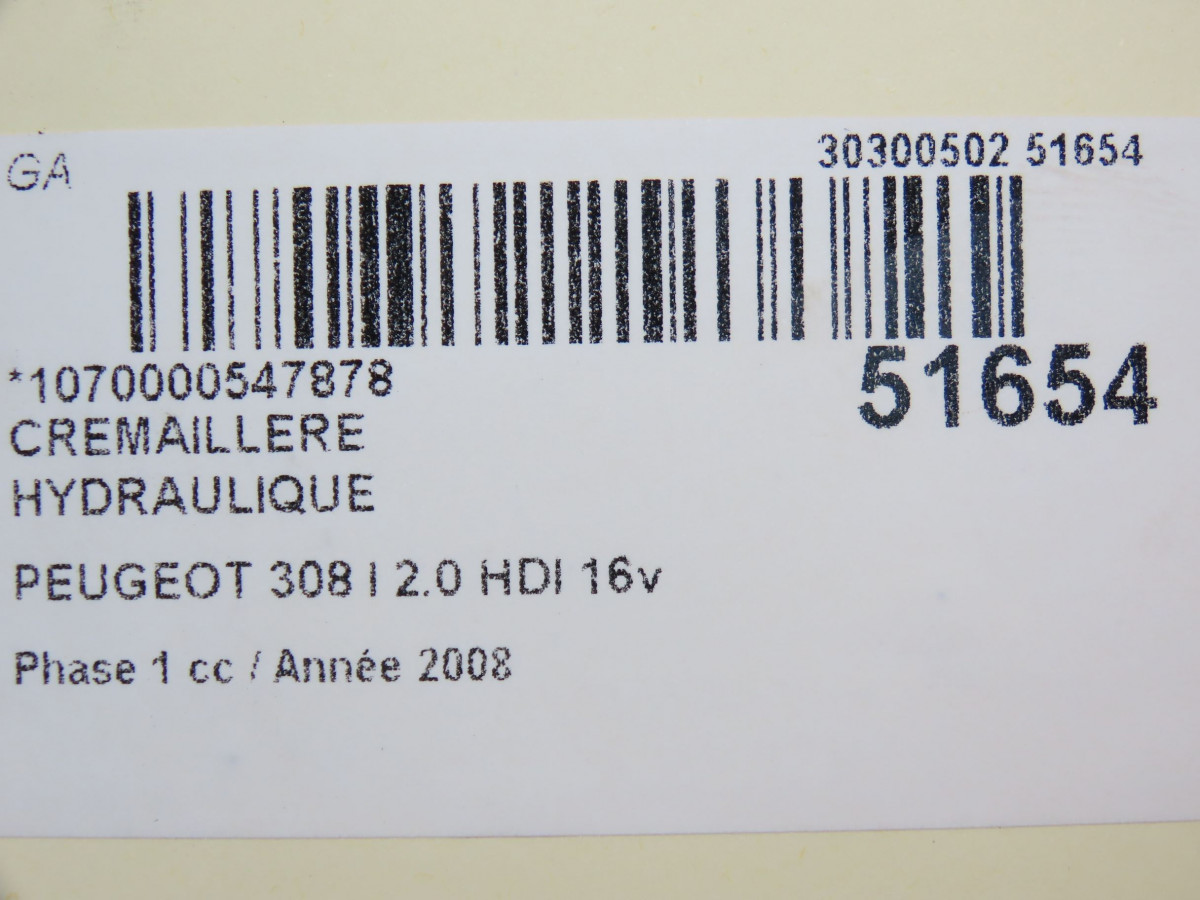 GA
30300502 51654
51654
*1070000547878
CREMAILLERE
HYDRAULIQUE
PEUGEOT 308 I 2.0 HDI 16v
Phase 1 cc / Année 2008